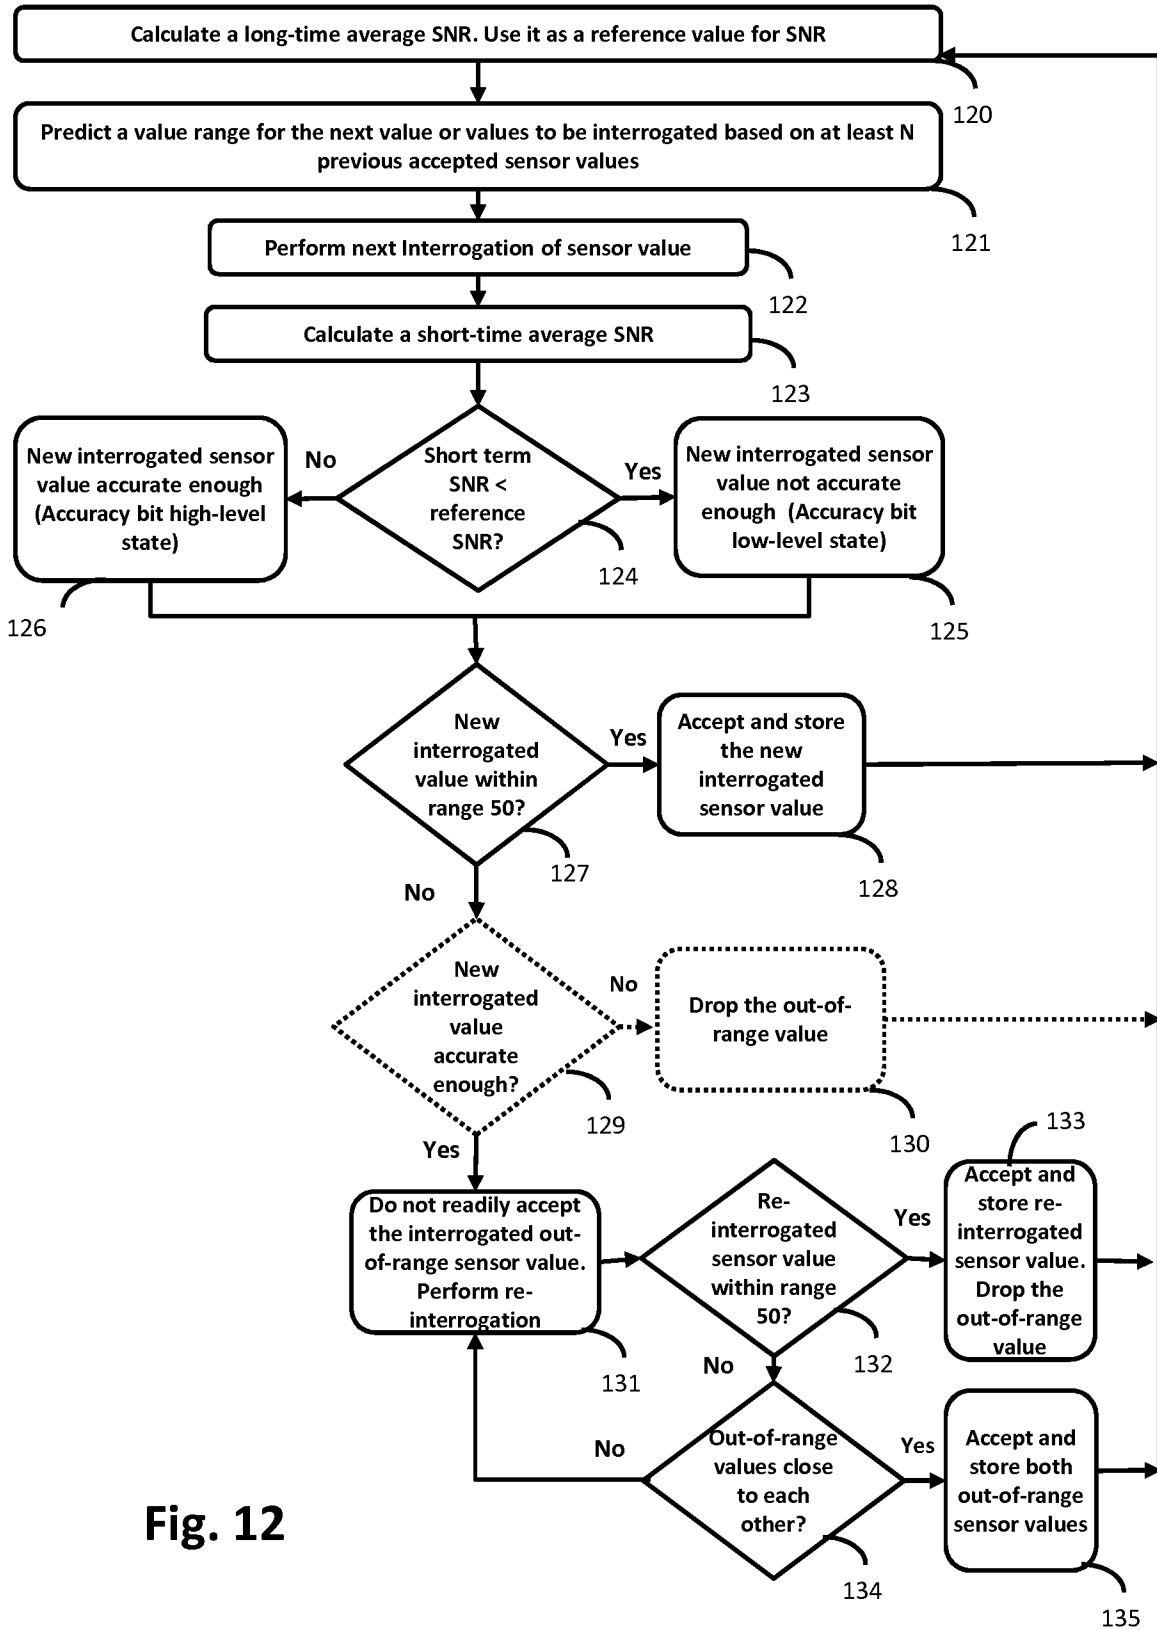 Calculate a long-time average SNR. Use it as a reference value for SNR
120
Predict a value range for the next value or values to be interrogated based on at least N
previous accepted sensor values
121
Perform next Interrogation of sensor value
122
Calculate a short-time average SNR
123
Short term
SNR <
reference
SNR?
124
No
Yes
New interrogated sensor
value accurate enough
(Accuracy bit high-level
state)
126
New interrogated sensor
value not accurate
enough (Accuracy bit
low-level state)
125
New
interrogated
value within
range 50?
127
Yes
Accept and store
the new
interrogated
sensor value
128
No
New
interrogated
value
accurate
enough?
129
No
Drop the out-of-
range value
130
Yes
Do not readily accept
the interrogated out-
of-range sensor value.
Perform re-
interrogation
131
Re-
interrogated
sensor value
within range
50?
132
Yes
133
Accept and
store re-
interrogated
sensor value.
Drop the
out-of-range
value
No
Out-of-range
values close
to each
other?
134
No
Yes
Accept and
store both
out-of-range
sensor values
135
Fig. 12